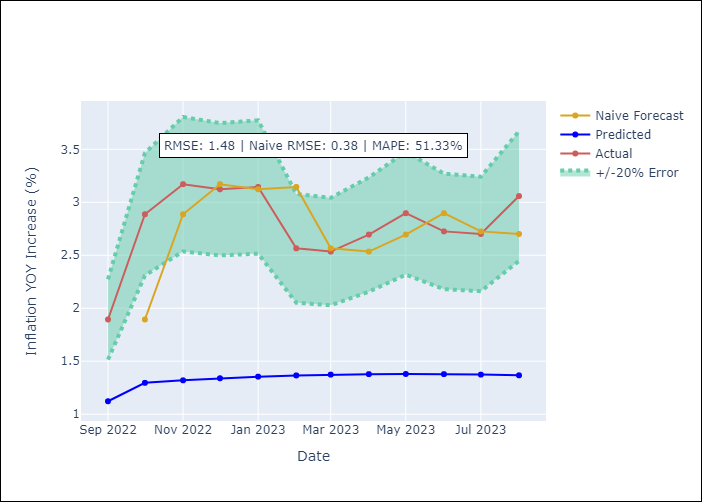 RMSE: 1.48 | Naive RMSE: 0.38 | MAPE: 51.33%
Naive Forecast
Predicted
Actual
+/-20% Error
Inflation YOY Increase (%)
3.5
3
2.5
2
1.5
1
Sep 2022
Nov 2022
Jan 2023
Mar 2023
May 2023
Jul 2023
Date